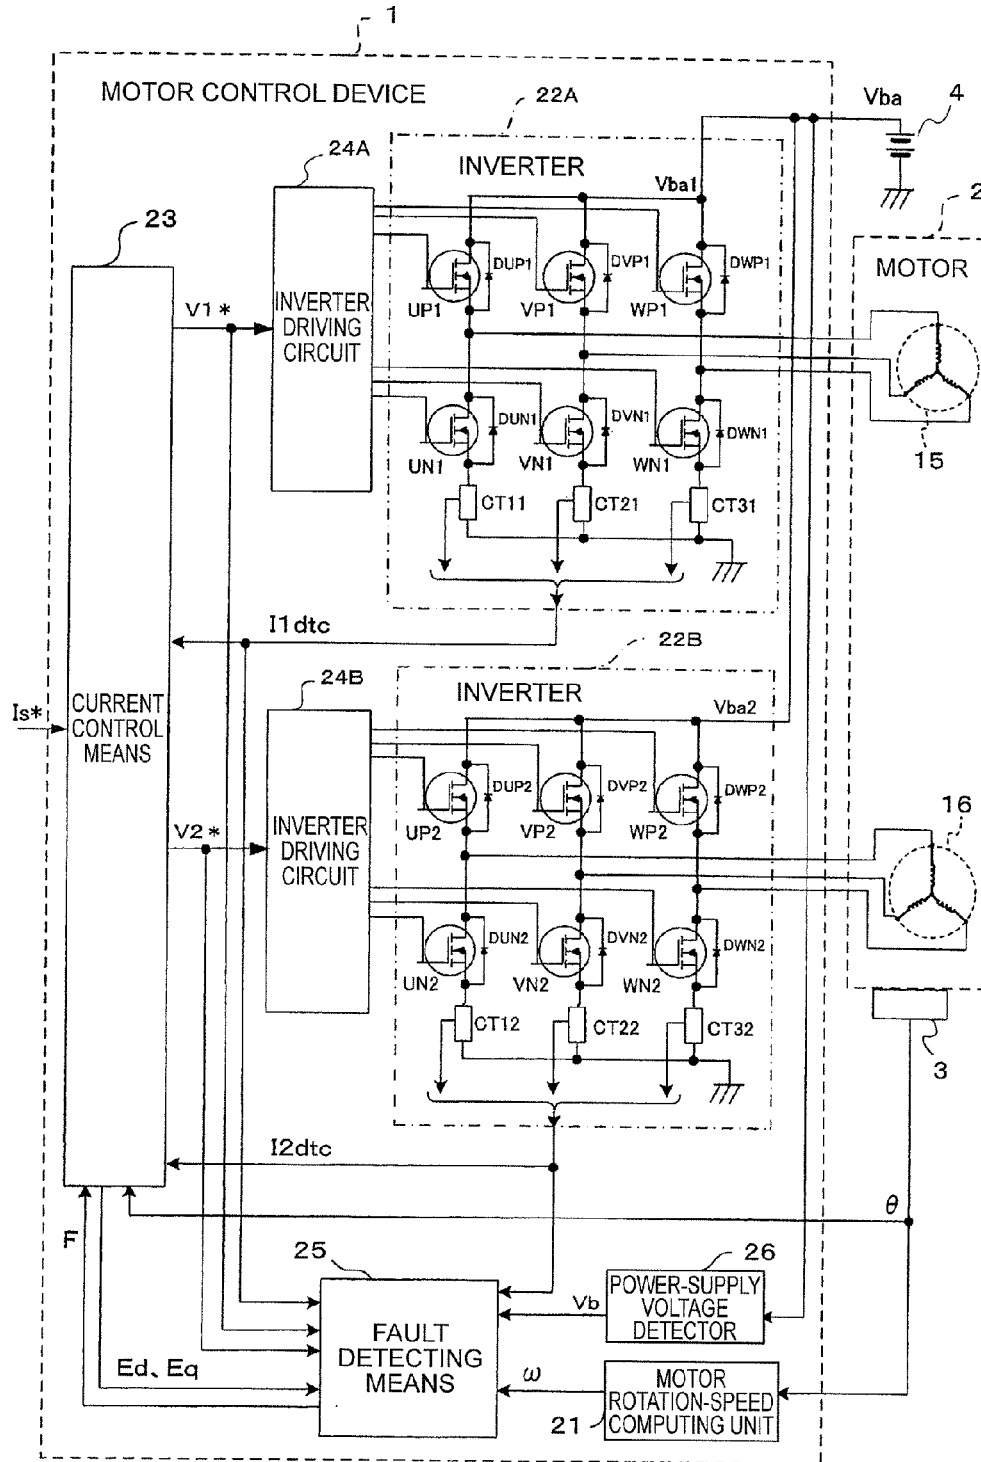 1
MOTOR CONTROL DEVICE
22A
Vba
4
24A
INVERTER
Vba1
2
23
MOTOR
DUP1
DVP1
DWP1
V1*
INVERTER
DRIVING
CIRCUIT
UP1
VP1
WP1
DUN1
DVN1
DWN1
UN1
VN1
WN1
15
CT11
CT21
CT31
I1dtc
22B
24B
INVERTER
Is*
CURRENT
CONTROL
MEANS
Vba2
DUP2
DVP2
DWP2
V2*
INVERTER
DRIVING
CIRCUIT
UP2
VP2
WP2
16
DUN2
DVN2
DWN2
UN2
VN2
WN2
CT12
CT22
CT32
3
I2dtc
θ
F
25
26
Vb
POWER-SUPPLY
VOLTAGE
DETECTOR
FAULT
DETECTING
MEANS
Ed、Eq
ω
MOTOR
ROTATION-SPEED
COMPUTING UNIT
21